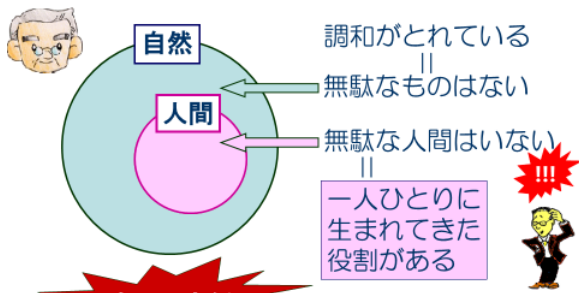 自然
調和がとれている
＝
無駄なものはない
人間
無駄な人間はいない
＝
一人ひとりに
生まれてきた
役割がある
!!!